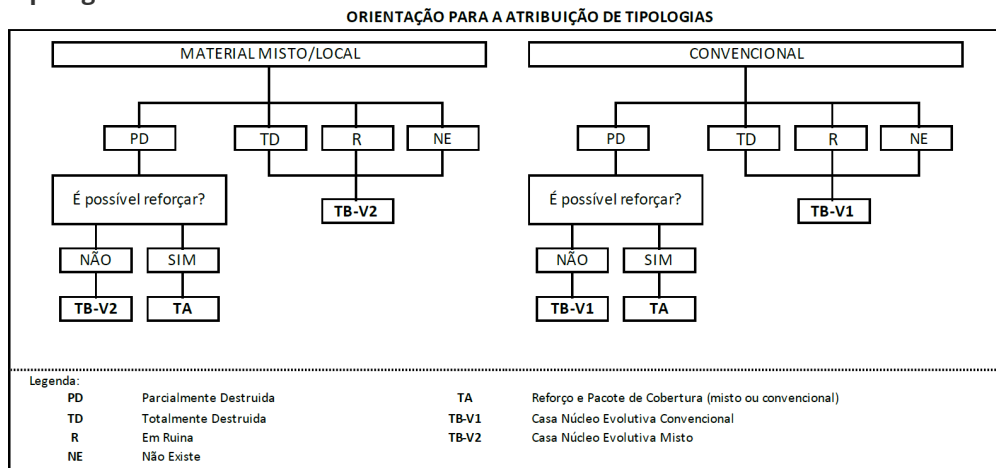 ORIENTAÇÃO PARA A ATRIBUIÇÃO DE TIPOLOGIAS
MATERIAL MISTO/LOCAL
PD
TD
R
NE
É possível reforçar?
TB-V2
NÃO
SIM
TB-V2
TA
CONVENCIONAL
PD
TD
R
NE
É possível reforçar?
TB-V1
NÃO
SIM
TB-V1
TA
Legenda:
PD Parcialmente Destruida
TD Totalmente Destruida
R Em Ruina
NE Não Existe
TA Reforço e Pacote de Cobertura (misto ou convencional)
TB-V1 Casa Núcleo Evolutiva Convencional
TB-V2 Casa Núcleo Evolutiva Misto